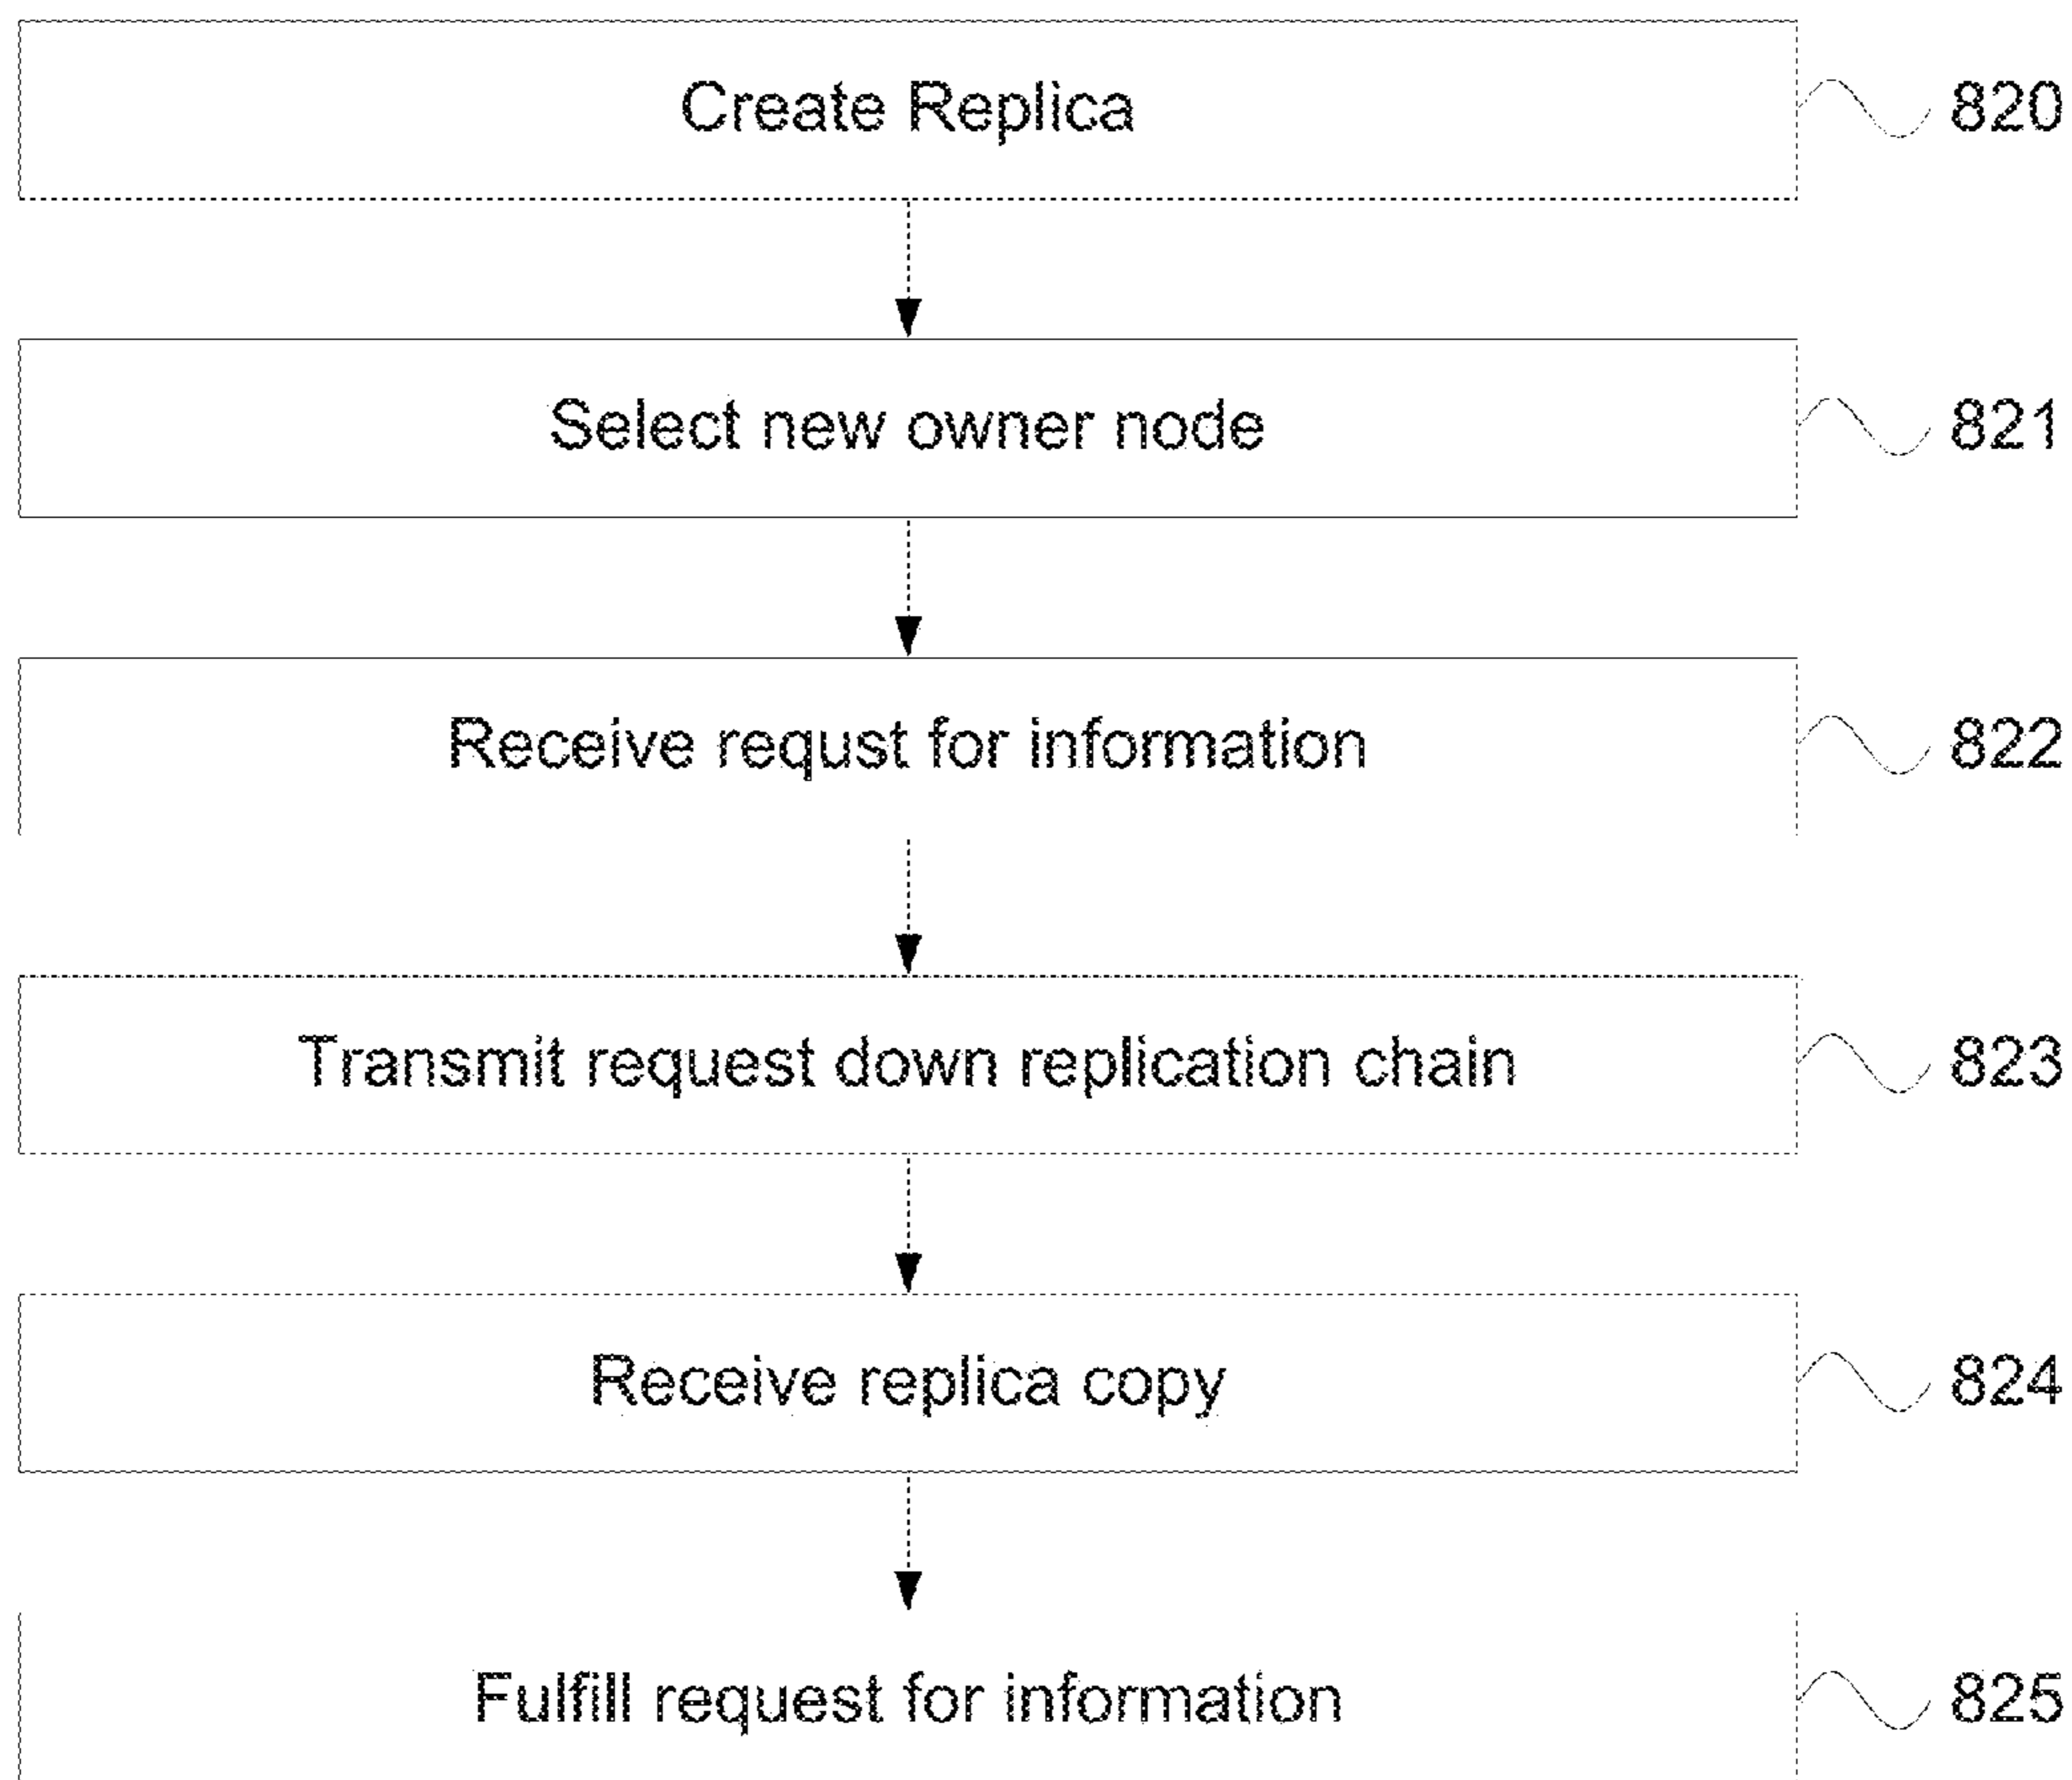 Create Replica 820
Select new owner node 821
Receive requst for information 822
Transmit request down replication chain 823
Receive replica copy 824
Fulfill request for information 825